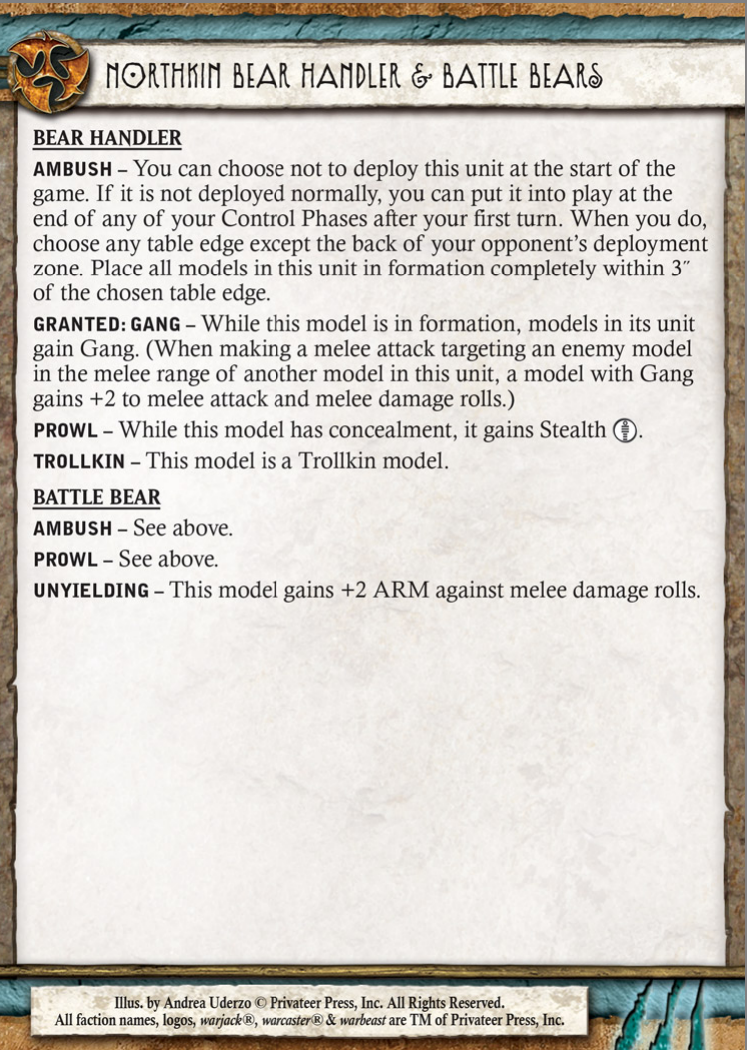 NORTHKIN BEAR HANDLER & BATTLE BEARS
BEAR HANDLER
AMBUSH – You can choose not to deploy this unit at the start of the
game. If it is not deployed normally, you can put it into play at the
end of any of your Control Phases after your first turn. When you do,
choose any table edge except the back of your opponent's deployment
zone. Place all models in this unit in formation completely within 3″
of the chosen table edge.
GRANTED: GANG – While this model is in formation, models in its unit
gain Gang. (When making a melee attack targeting an enemy model
in the melee range of another model in this unit, a model with Gang
gains +2 to melee attack and melee damage rolls.)
PROWL – While this model has concealment, it gains Stealth.
TROLLKIN – This model is a Trollkin model.
BATTLE BEAR
AMBUSH – See above.
PROWL – See above.
UNYIELDING – This model gains +2 ARM against melee damage rolls.
Illus. by Andrea Uderzo © Privateer Press, Inc. All Rights Reserved.
All faction names, logos, warjack®, warcaster® & warbeast are TM of Privateer Press, Inc.